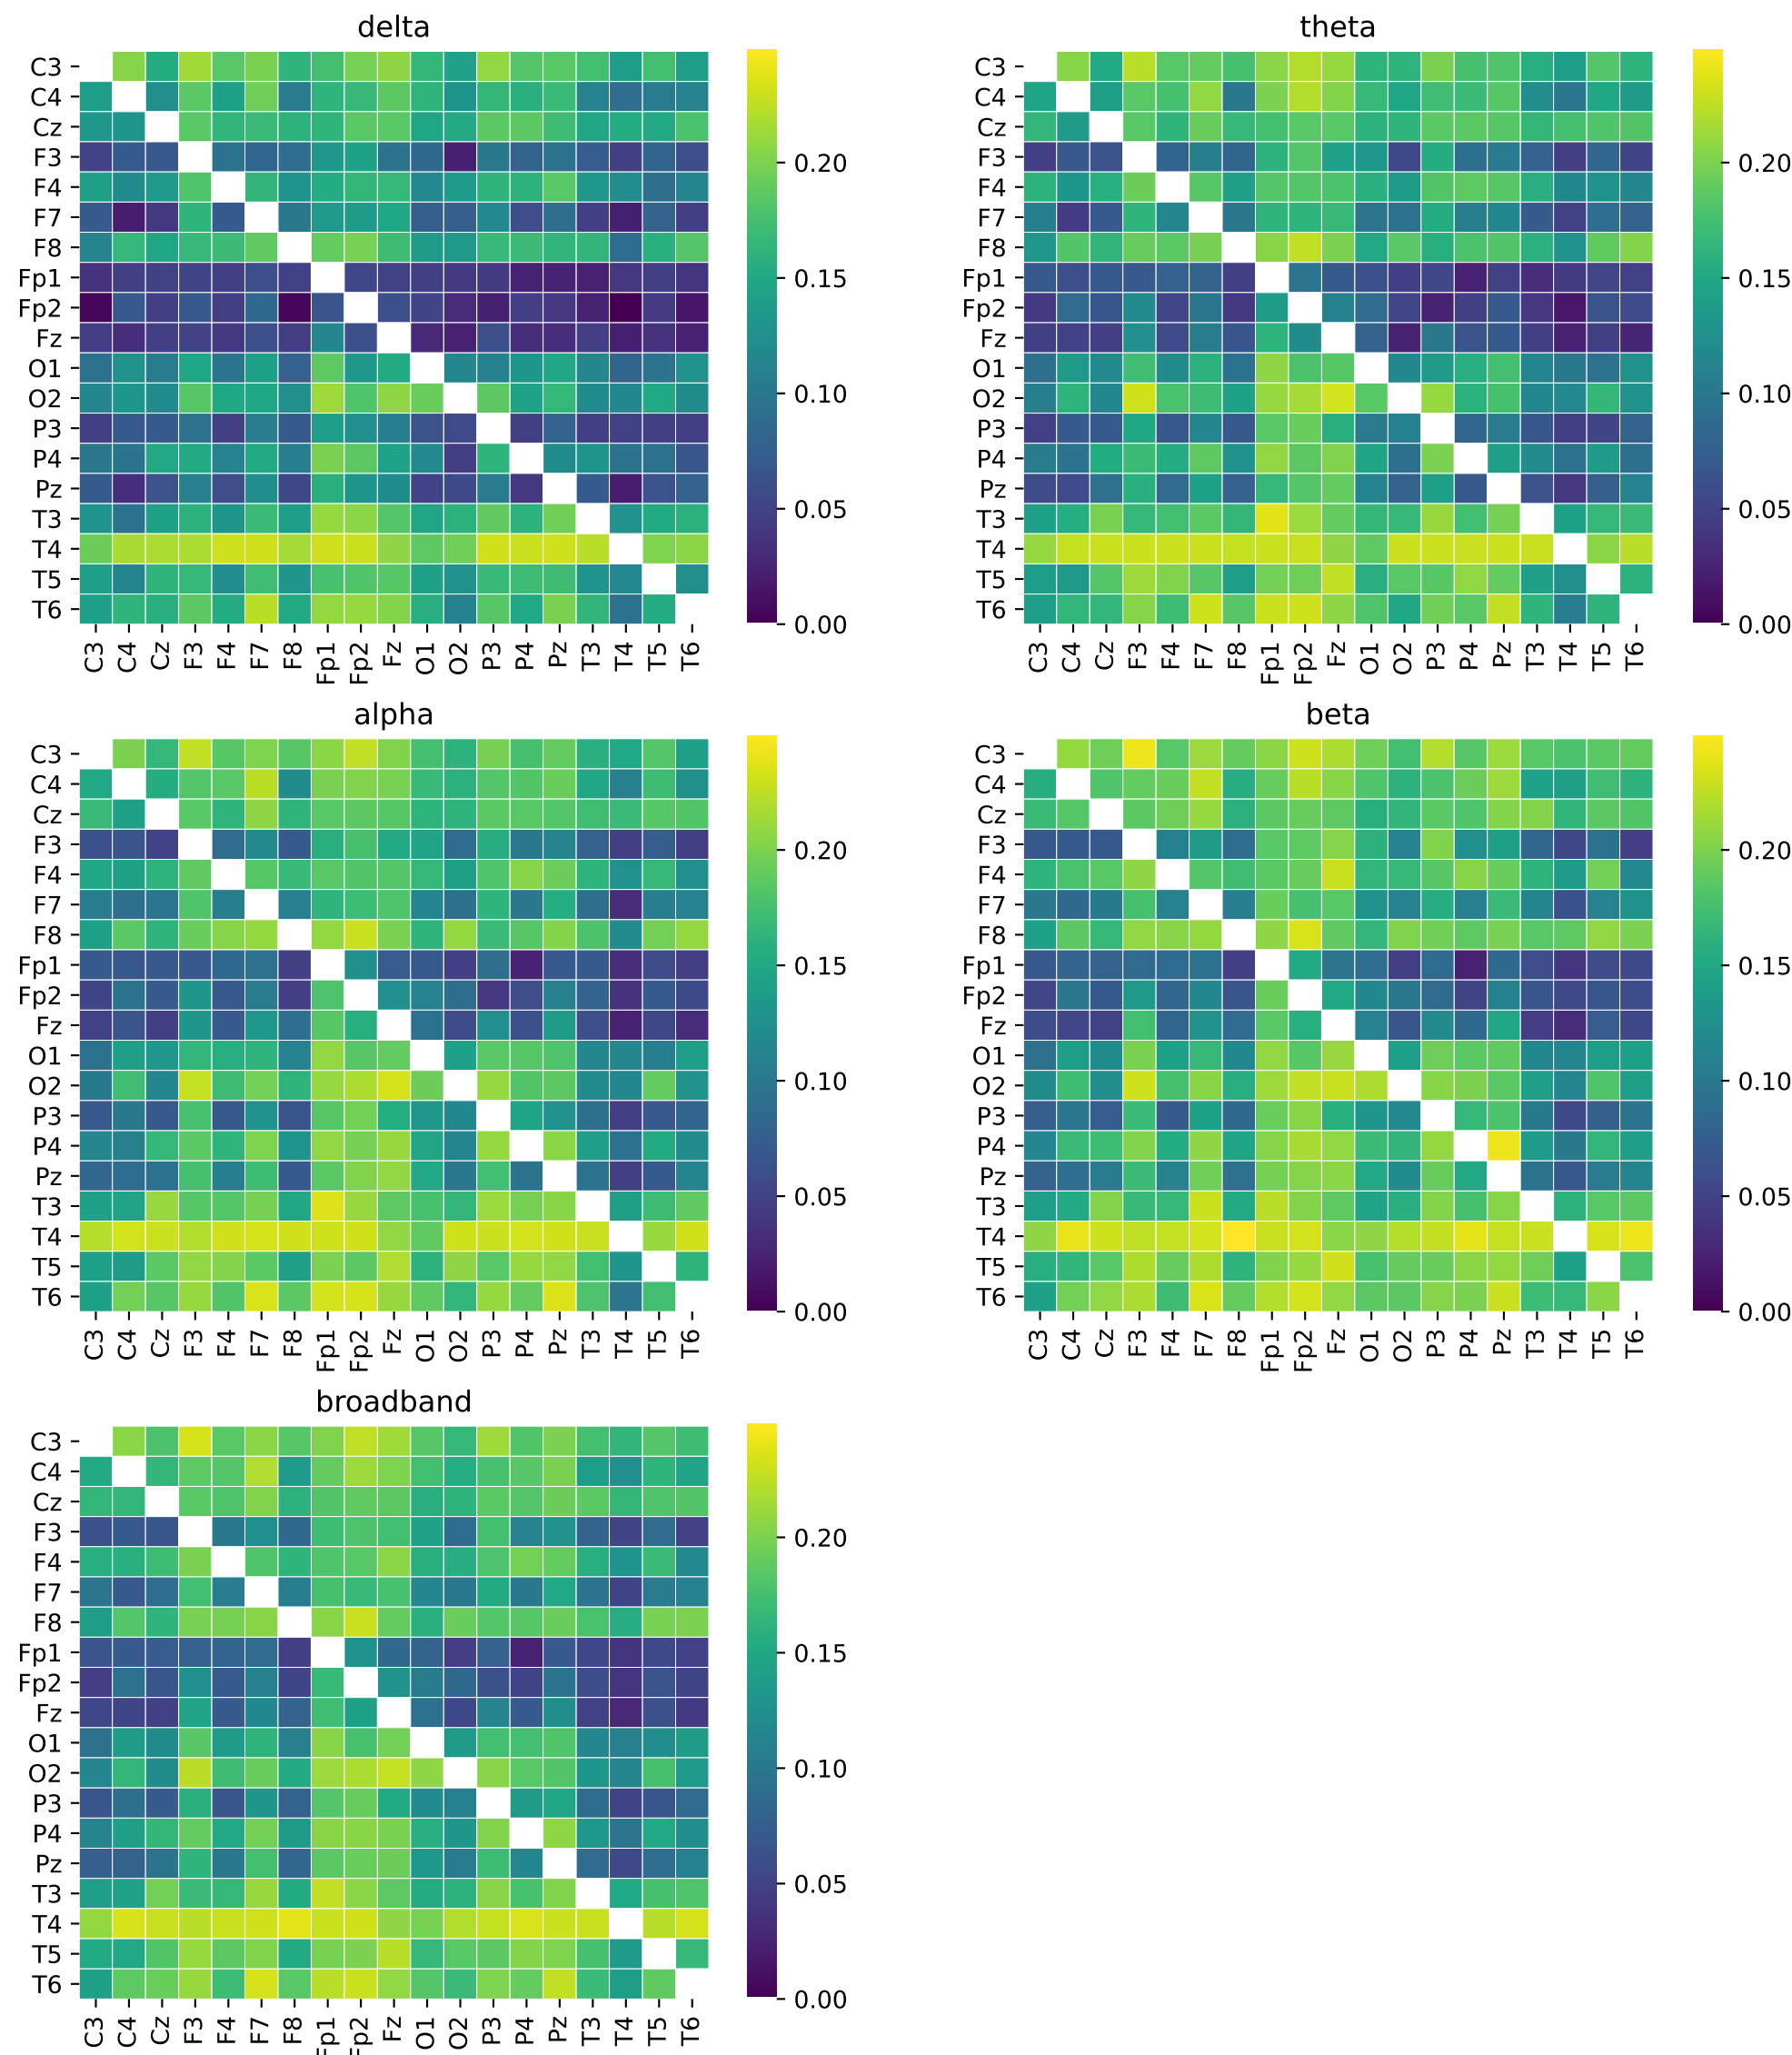 delta
C3
C4
Cz
F3
F4
F7
F8
Fp1
Fp2
Fz
O1
O2
P3
P4
Pz
T3
T4
T5
T6
C3 C4 Cz F3 F4 F7 F8 Fp1 Fp2 Fz O1 O2 P3 P4 Pz T3 T4 T5 T6
0.20
0.15
0.10
0.05
0.00
theta
C3
C4
Cz
F3
F4
F7
F8
Fp1
Fp2
Fz
O1
O2
P3
P4
Pz
T3
T4
T5
T6
C3 C4 Cz F3 F4 F7 F8 Fp1 Fp2 Fz O1 O2 P3 P4 Pz T3 T4 T5 T6
0.20
0.15
0.10
0.05
0.00
alpha
C3
C4
Cz
F3
F4
F7
F8
Fp1
Fp2
Fz
O1
O2
P3
P4
Pz
T3
T4
T5
T6
C3 C4 Cz F3 F4 F7 F8 Fp1 Fp2 Fz O1 O2 P3 P4 Pz T3 T4 T5 T6
0.20
0.15
0.10
0.05
0.00
beta
C3
C4
Cz
F3
F4
F7
F8
Fp1
Fp2
Fz
O1
O2
P3
P4
Pz
T3
T4
T5
T6
C3 C4 Cz F3 F4 F7 F8 Fp1 Fp2 Fz O1 O2 P3 P4 Pz T3 T4 T5 T6
0.20
0.15
0.10
0.05
0.00
broadband
C3
C4
Cz
F3
F4
F7
F8
Fp1
Fp2
Fz
O1
O2
P3
P4
Pz
T3
T4
T5
T6
C3 C4 Cz F3 F4 F7 F8 Fp1 Fp2 Fz O1 O2 P3 P4 Pz T3 T4 T5 T6
0.20
0.15
0.10
0.05
0.00